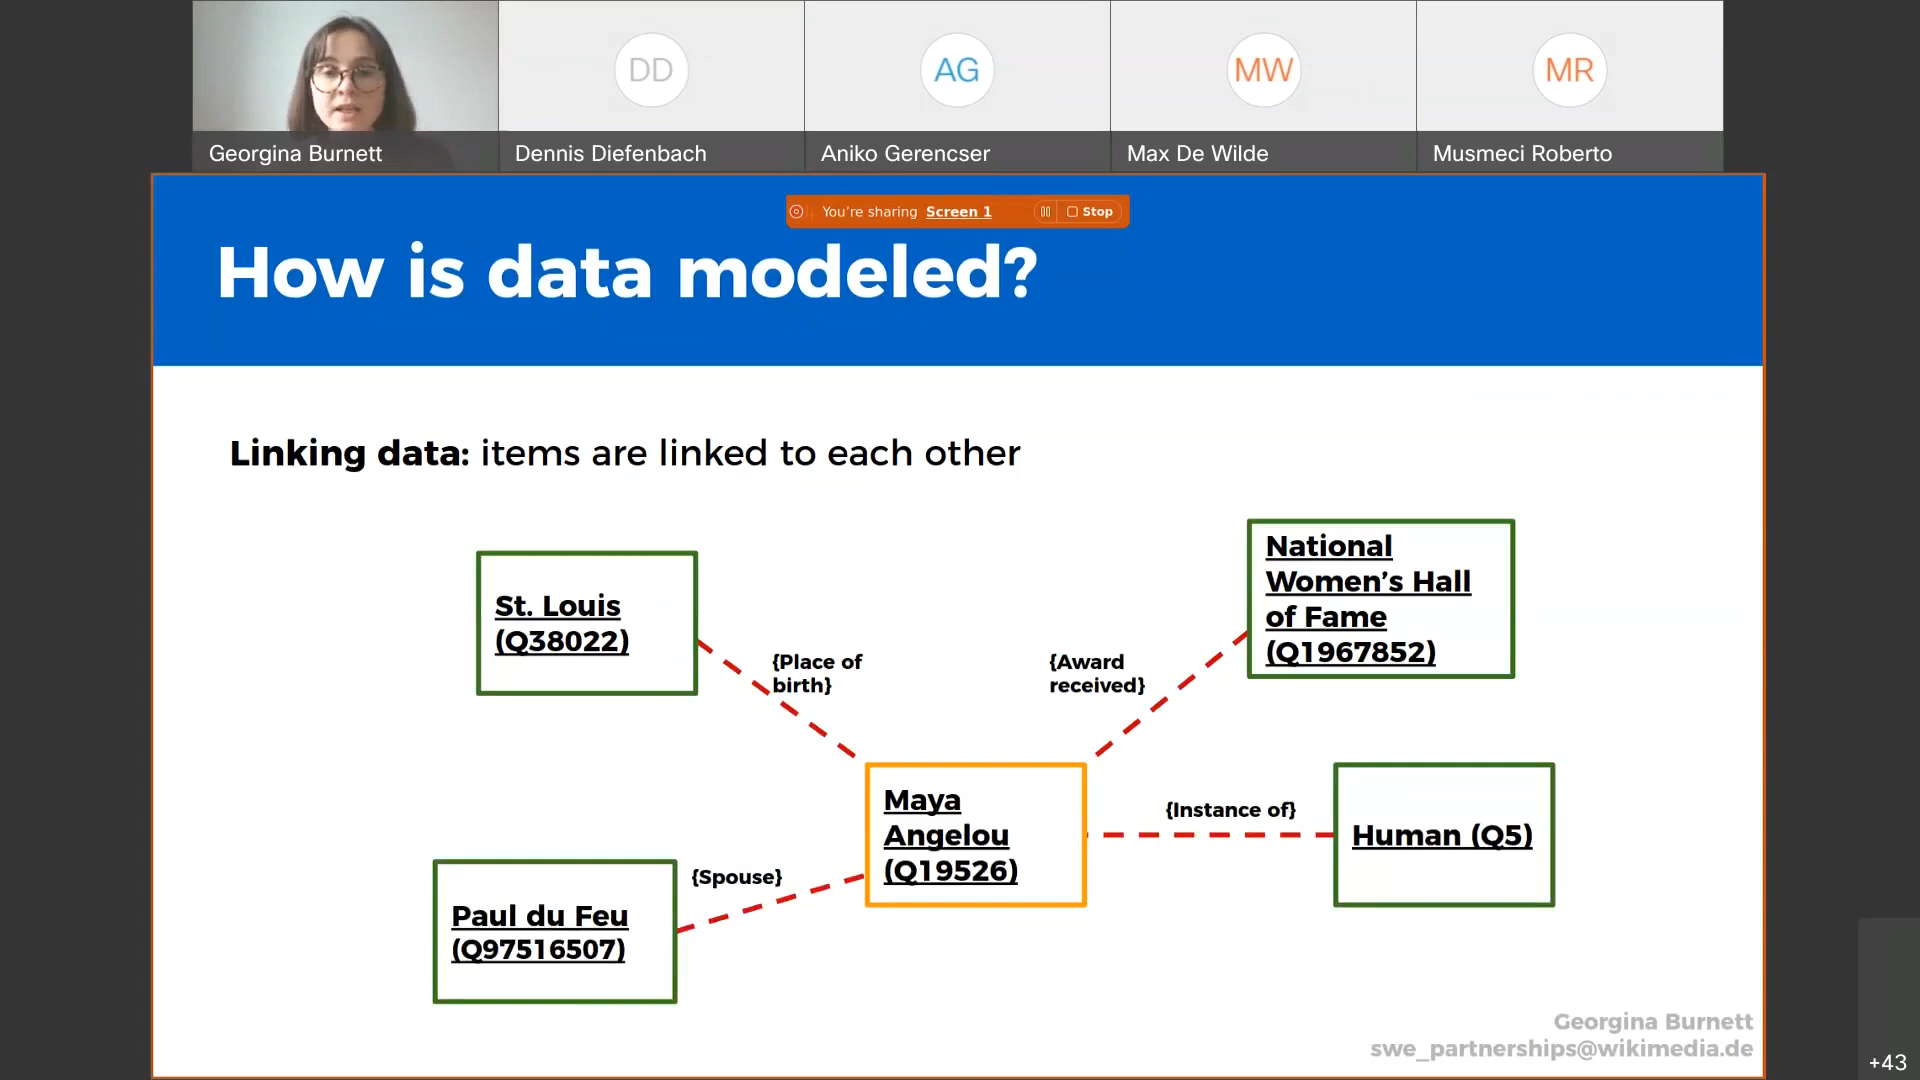 DD
AG
MW
MR
Georgina Burnett
Dennis Diefenbach
Aniko Gerencser
Max De Wilde
Musmeci Roberto
You're sharing Screen 1
Stop
How is data modeled?
Linking data: items are linked to each other
St. Louis
(Q38022)
{Place of
birth}
{Award
received}
National
Women's Hall
of Fame
(Q1967852)
Maya
Angelou
(Q19526)
{Instance of}
Human (Q5)
{Spouse}
Paul du Feu
(Q97516507)
Georgina Burnett
swe_partnerships@wikimedia.de
+43